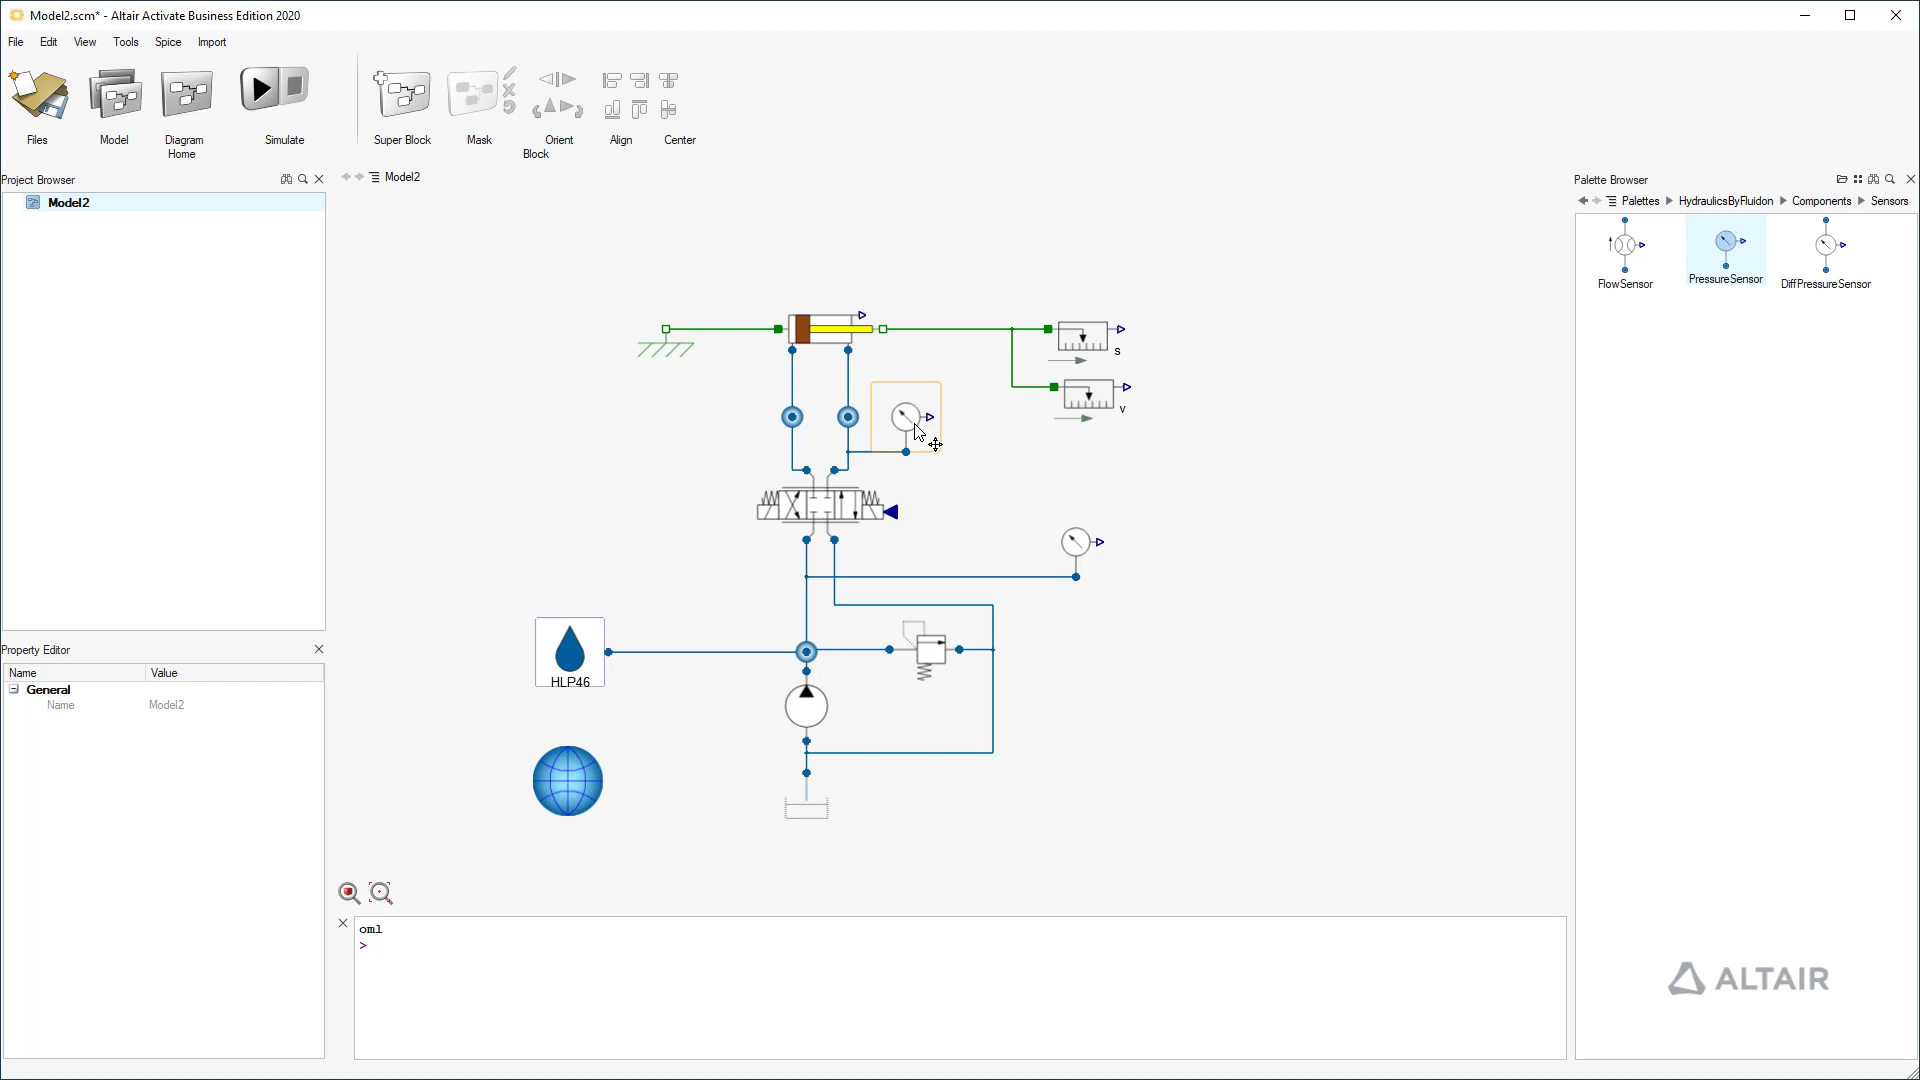 Model2.scm* - Altair Activate Business Edition 2020
File Edit View Tools Spice Import
Files Model Diagram Simulate Super Block Mask Orient Align Center
Home Block
Project Browser
Model2
Model2
Palette Browser
Palettes HydraulicsByFluidon Components Sensors
FlowSensor PressureSensor DiffPressureSensor
s
v
HLP46
Property Editor
Name Value
General
Name Model2
oml
>
ALTAIR